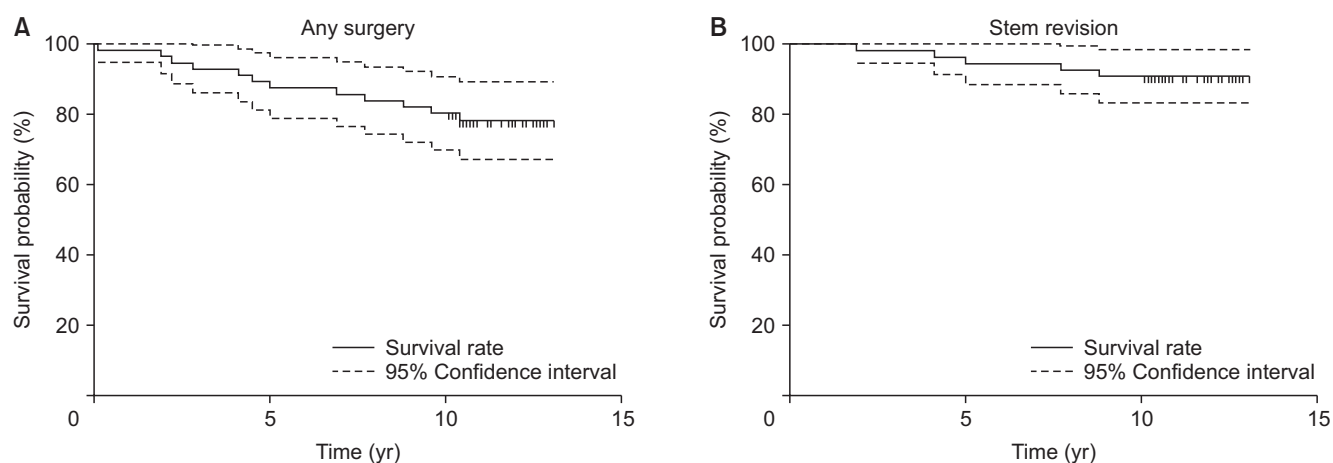 A
Any surgery
100
80
60
40
20
0
5
10
15
Survival probability (%)
Time (yr)
Survival rate
95% Confidence interval
B
Stem revision
100
80
60
40
20
0
5
10
15
Survival probability (%)
Time (yr)
Survival rate
95% Confidence interval